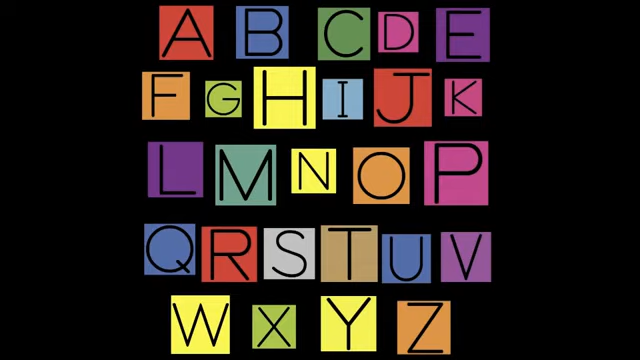 A B C D E
F G H I J K
L M N O P
Q R S T U V
W X Y Z